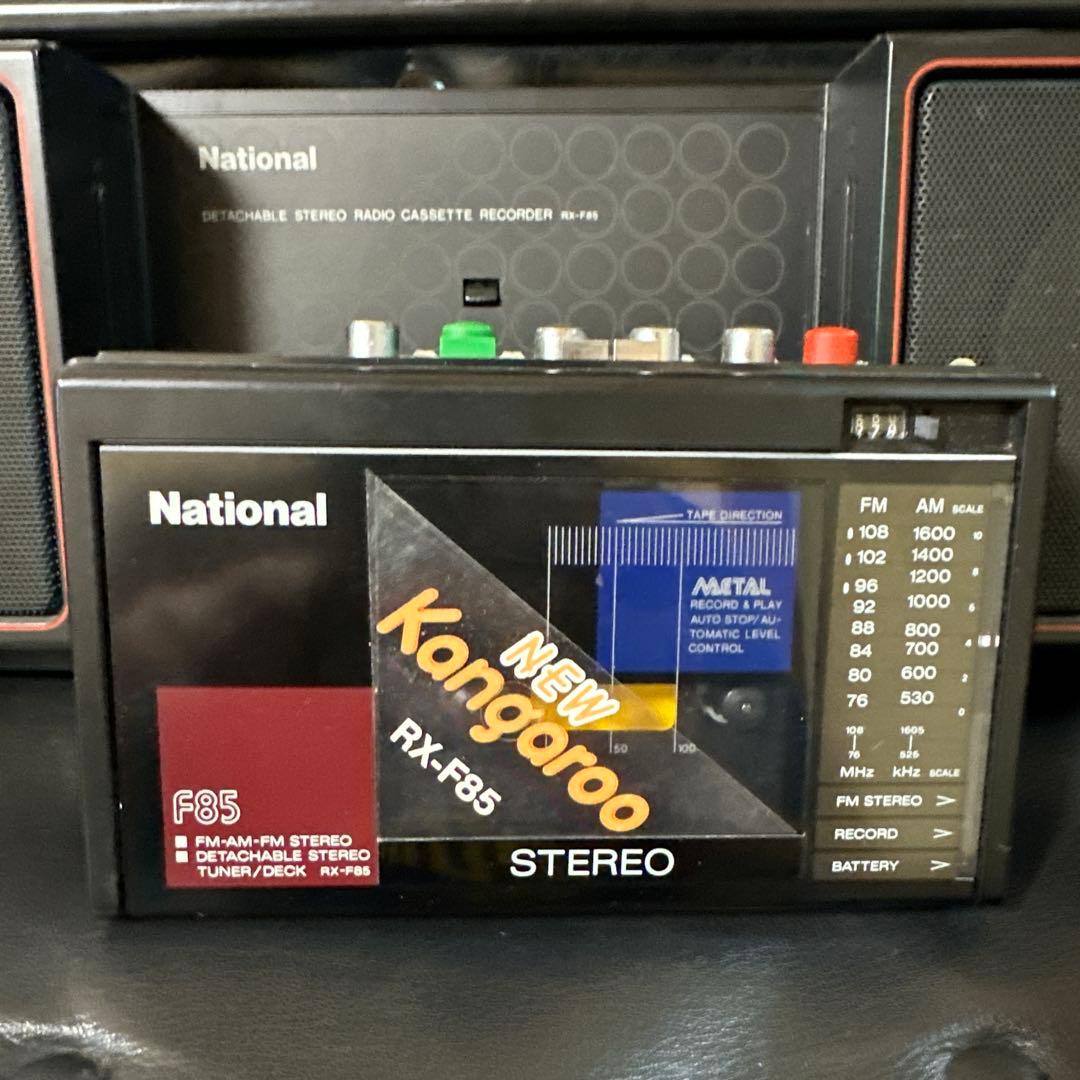 National
DETACHABLE STEREO RADIO CASSETTE RECORDER RX-F85
National
TAPE DIRECTION
METAL
RECORD & PLAY
AUTO STOP/AU-
TOMATIC LEVEL
CONTROL
NEW
Kangaroo
RX-F85
50
100
F85
FM-AM-FM STEREO
DETACHABLE STEREO
TUNER/DECK RX-F85
STEREO
FM AM SCALE
108 1600 10
102 1400
96 1200 8
92 1000 6
88 800
84 700 4
80 600 2
76 530 0
108 1605
76 525
MHz kHz SCALE
FM STEREO >
RECORD >
BATTERY >